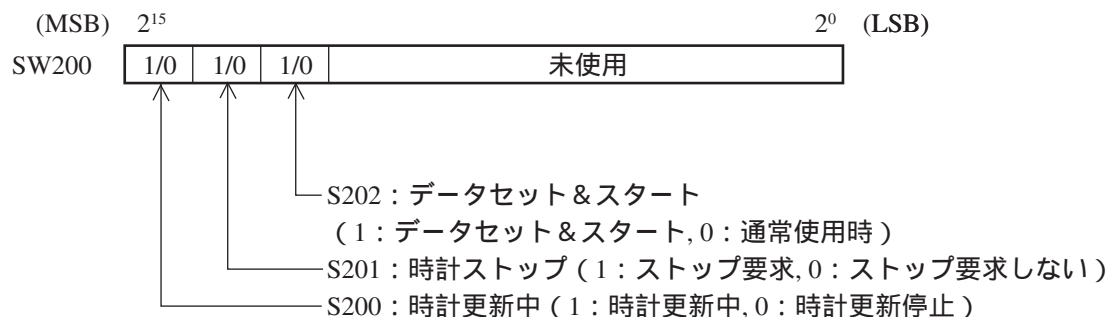 (MSB) 2¹⁵ 2⁰ (LSB)
SW200 1/0 1/0 1/0 未使用
S202：データセット＆スタート
（1：データセット＆スタート, 0：通常使用時）
S201：時計ストップ（1：ストップ要求, 0：ストップ要求しない）
S200：時計更新中（1：時計更新中, 0：時計更新停止）